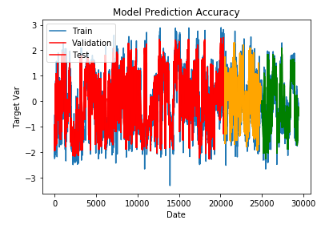 Model Prediction Accuracy
Train
Validation
Test
Target Var
3
2
1
0
−1
−2
−3
0 5000 10000 15000 20000 25000 30000
Date